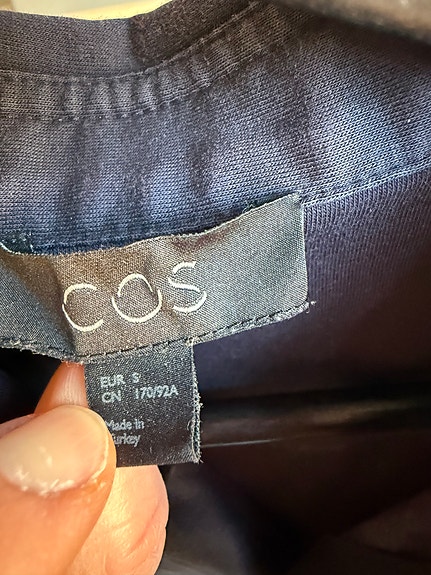 COS
EUR S
CN 170/92A
Made in
Turkey